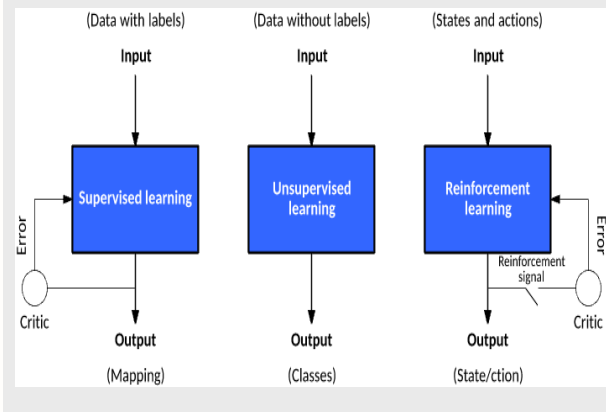 (Data with labels)
Input
Supervised learning
Error
Critic
Output
(Mapping)
(Data without labels)
Input
Unsupervised
learning
Output
(Classes)
(States and actions)
Input
Reinforcement
learning
Error
Reinforcement
signal
Critic
Output
(State/ction)